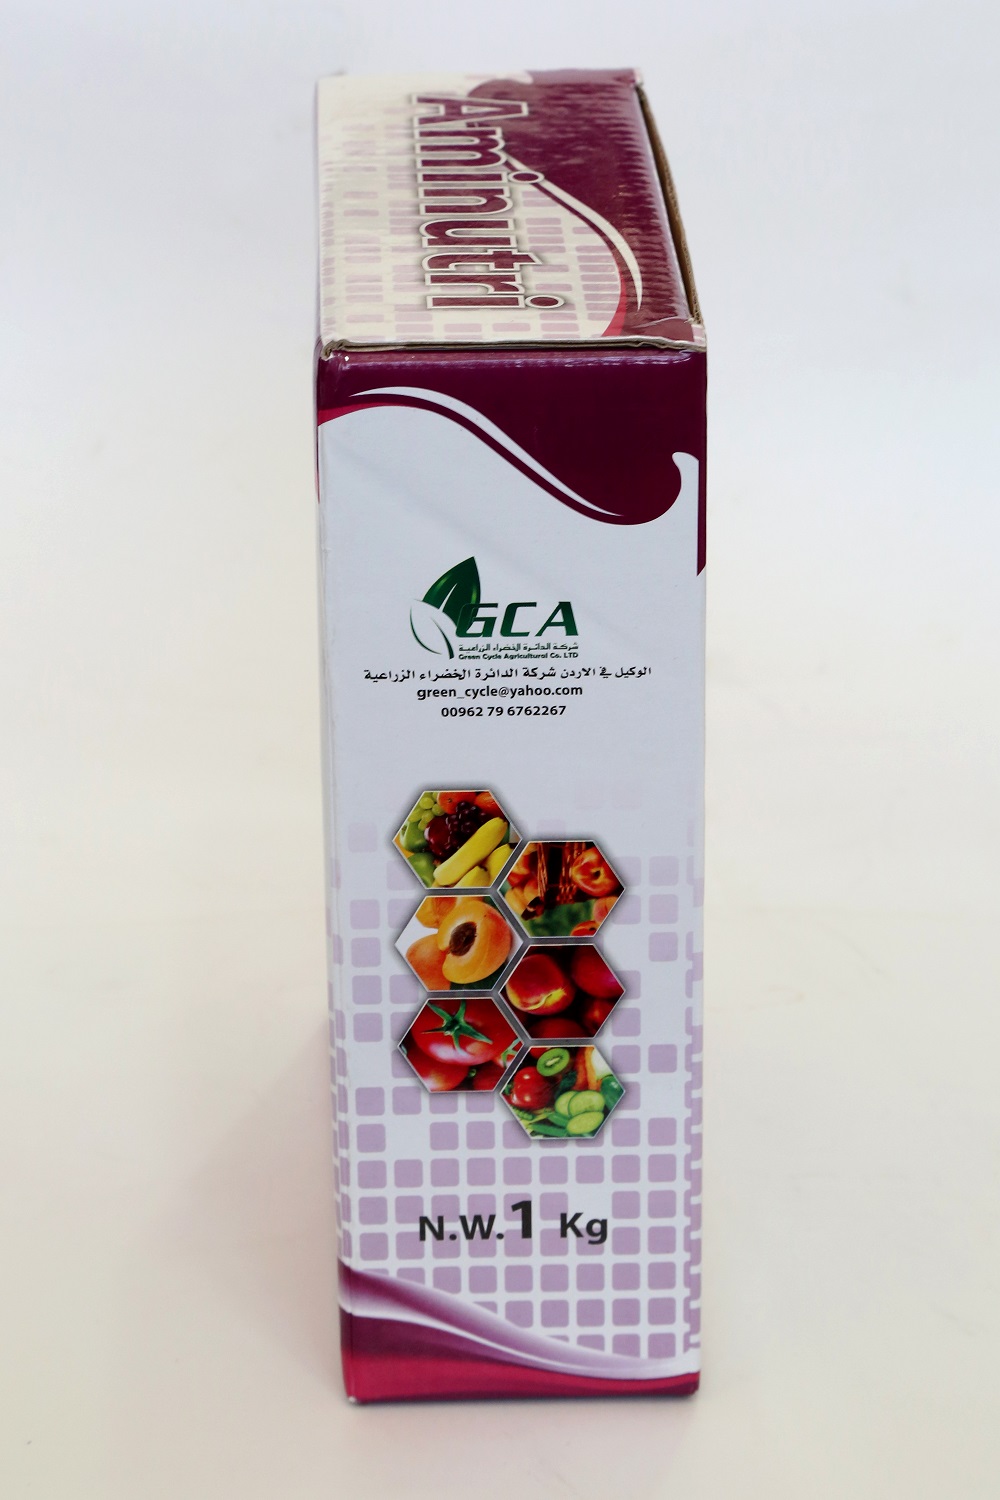 Aminutri
GCA
شركة الدائرة الخضراء الزراعية
Green Cycle Agricultural Co. LTD
الوكيل في الاردن شركة الدائرة الخضراء الزراعية
green_cycle@yahoo.com
00962 79 6762267
N.W.1 Kg